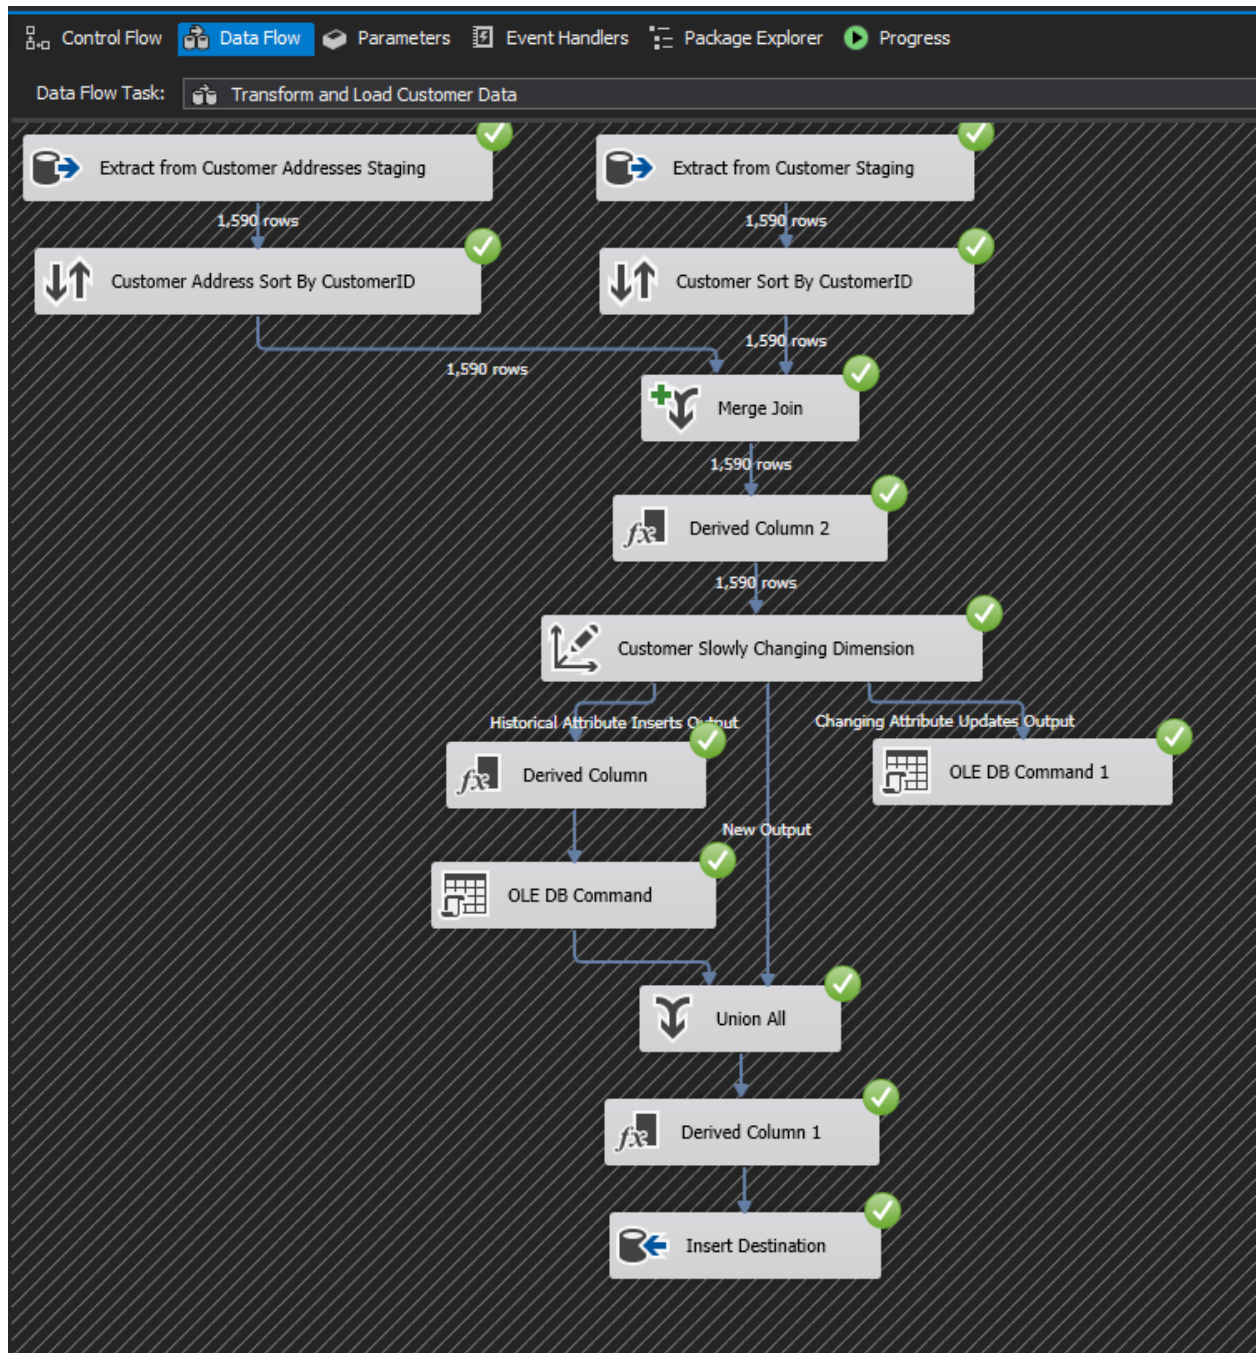 Control Flow Data Flow Parameters Event Handlers Package Explorer Progress
Data Flow Task: Transform and Load Customer Data
Extract from Customer Addresses Staging
Extract from Customer Staging
1,590 rows
1,590 rows
Customer Address Sort By CustomerID
Customer Sort By CustomerID
1,590 rows
1,590 rows
Merge Join
1,590 rows
Derived Column 2
1,590 rows
Customer Slowly Changing Dimension
Historical Attribute Inserts Output
Changing Attribute Updates Output
Derived Column
OLE DB Command 1
New Output
OLE DB Command
Union All
Derived Column 1
Insert Destination